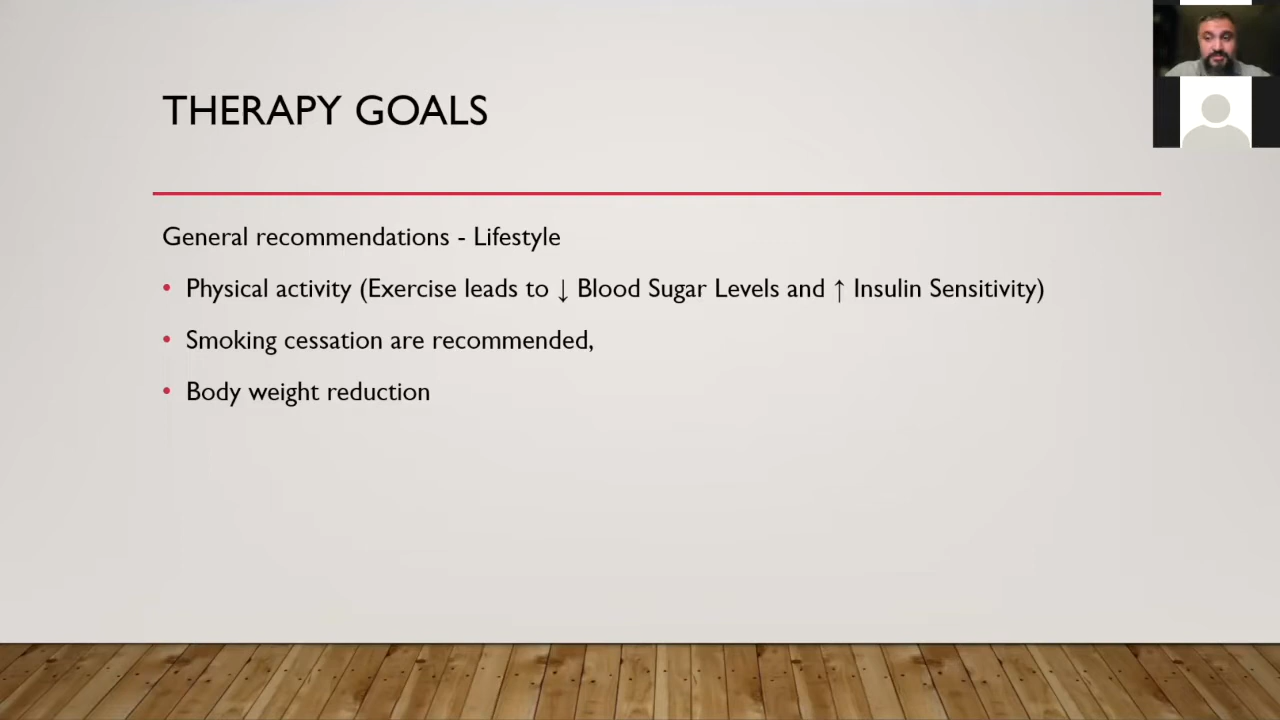 THERAPY GOALS
General recommendations - Lifestyle
• Physical activity (Exercise leads to ↓ Blood Sugar Levels and ↑ Insulin Sensitivity)
• Smoking cessation are recommended,
• Body weight reduction